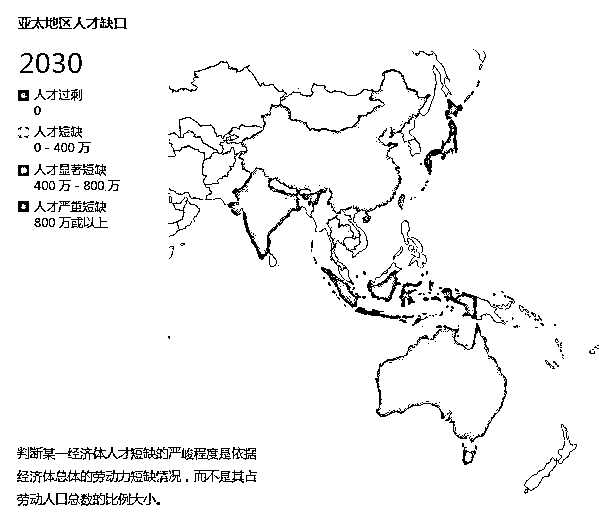 亚太地区人才缺口
2030
人才过剩
0
人才短缺
0 - 400 万
人才显著短缺
400 万 - 800 万
人才严重短缺
800 万或以上
判断某一经济体人才短缺的严峻程度是依据
经济体总体的劳动力短缺情况，而不是其占
劳动人口总数的比例大小。